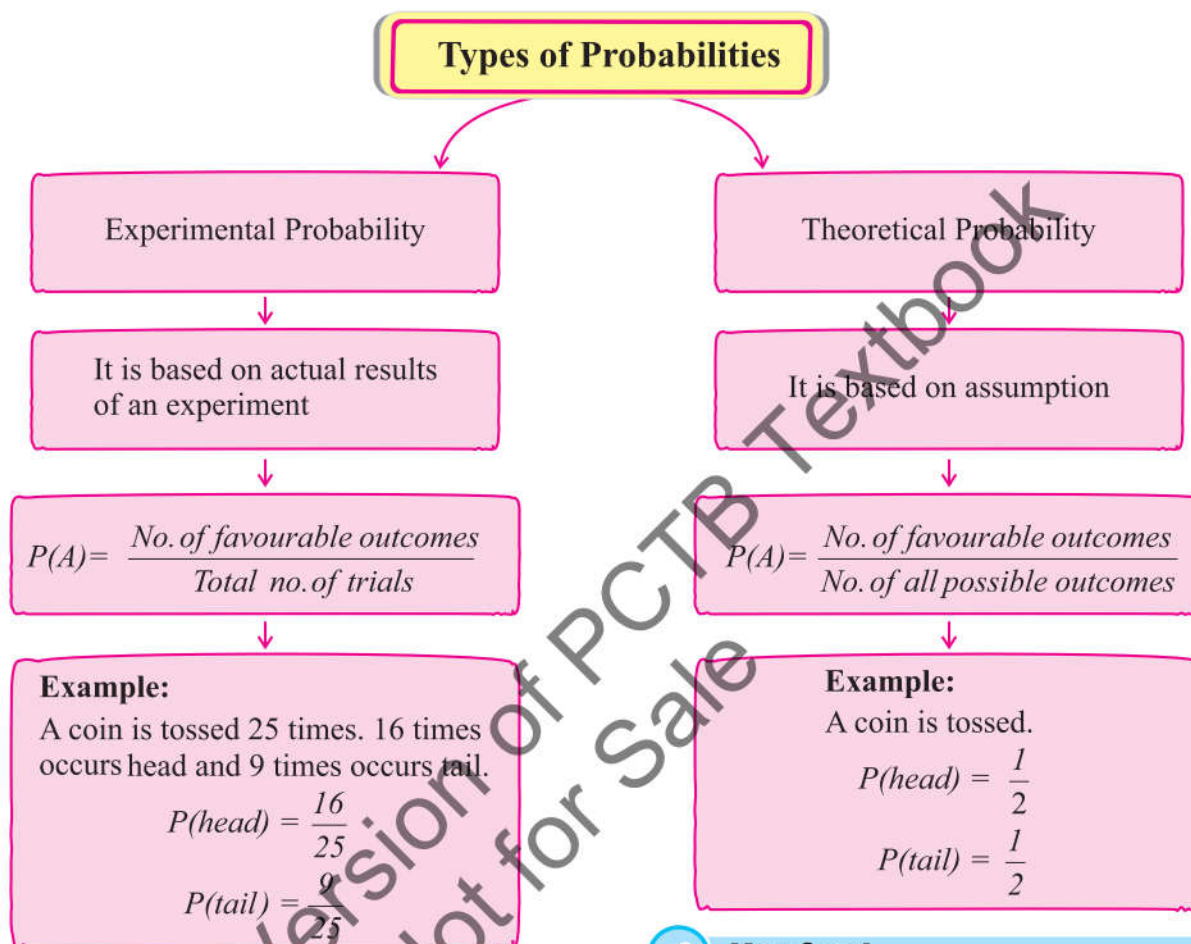 Types of Probabilities
Experimental Probability
It is based on actual results
of an experiment
P(A)= No. of favourable outcomes / Total no. of trials
Example:
A coin is tossed 25 times. 16 times
occurs head and 9 times occurs tail.
P(head) = 16/25
P(tail) = 9/25
Theoretical Probability
It is based on assumption
P(A)= No. of favourable outcomes / No. of all possible outcomes
Example:
A coin is tossed.
P(head) = 1/2
P(tail) = 1/2
Version of PCTB Textbook
Not for Sale